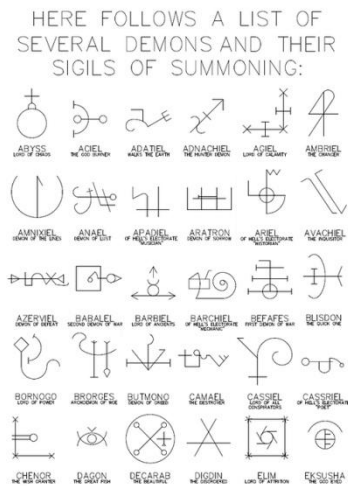 HERE FOLLOWS A LIST OF
SEVERAL DEMONS AND THEIR
SIGILS OF SUMMONING:
ABYSS ACIEL ADATIEL ADNACHIEL AGIEL AMBRIEL
LORD OF CHAOS THE GOD BURNER WALKS THE EARTH THE HUNTER DEMON LORD OF CALAMITY THE CHANGER
AMNIXIEL ANAEL APADIEL ARATRON ARIEL AVACHIEL
DEMON OF THE LINES DEMON OF LUST OF HELL'S ELECTORATE DEMON OF SORROW OF HELL'S ELECTORATE THE INQUISITOR
"MUSICIAN"
AZERVIEL BABALEL BARBIEL BARCHIEL BEFAFES BLISDON
DEMON OF DEFEAT SECOND DEMON OF WAR LORD OF ANCIENTS OF HELL'S ELECTORATE FIRST DEMON OF WAR THE QUICK ONE
"MECHANIC"
BORNOGO BRORGES BUTMONO CAMAEL CASSIEL CASSRIEL
LORD OF POWER ARCHDEMON OF WOE DEMON OF GREED THE DESTROYER LORD OF ALL OF HELL'S ELECTORATE
CONSPIRATORS "POET"
CHENOR DAGON DECARAB DIGDIN ELIM EKSUSHA
THE WISH GRANTER THE GREAT FISH THE BEAUTIFUL THE DISORDERED LORD OF ATTRITION THE GOD EYED